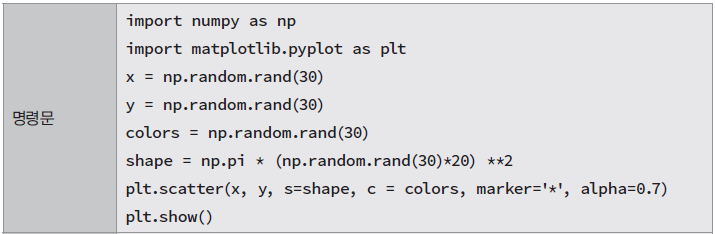 명령문
import numpy as np
import matplotlib.pyplot as plt
x = np.random.rand(30)
y = np.random.rand(30)
colors = np.random.rand(30)
shape = np.pi * (np.random.rand(30)*20) **2
plt.scatter(x, y, s=shape, c = colors, marker='*', alpha=0.7)
plt.show()